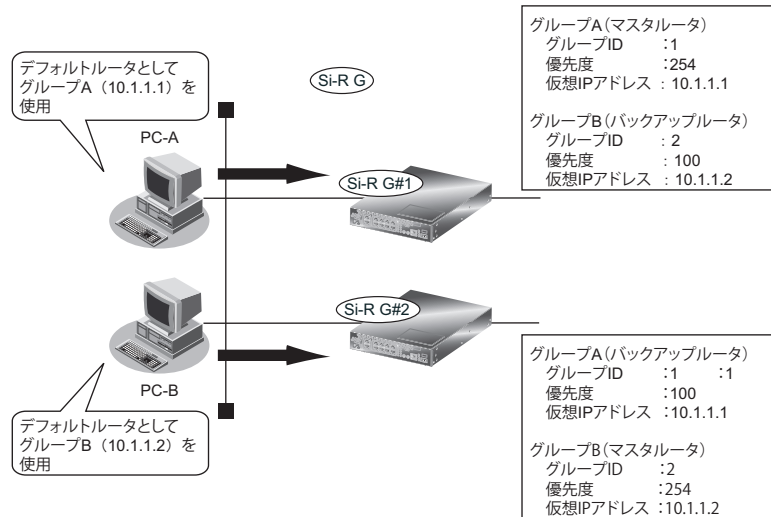 グループA（マスタルータ）
グループID ：1
優先度 ：254
仮想IPアドレス ：10.1.1.1
グループB（バックアップルータ）
グループID ：2
優先度 ：100
仮想IPアドレス ：10.1.1.2
デフォルトルータとして
グループA（10.1.1.1）を
使用
Si-R G
PC-A
Si-R G#1
Si-R G#2
PC-B
デフォルトルータとして
グループB（10.1.1.2）を
使用
グループA（バックアップルータ）
グループID ：1 ：1
優先度 ：100
仮想IPアドレス ：10.1.1.1
グループB（マスタルータ）
グループID ：2
優先度 ：254
仮想IPアドレス ：10.1.1.2